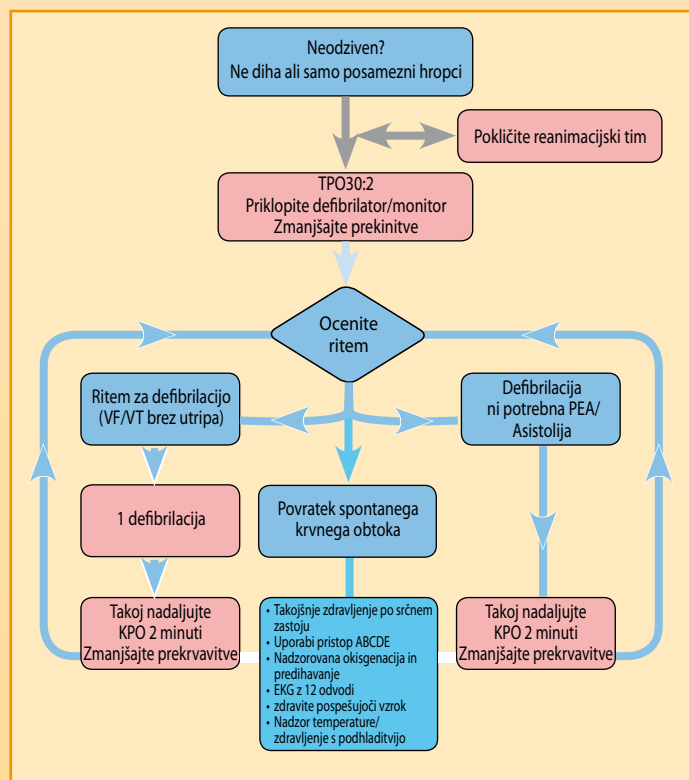 Neodziven?
Ne diha ali samo posamezni hropci
Pokličite reanimacijski tim
TPO30:2
Priklopite defibrilator/monitor
Zmanjšajte prekinitve
Ocenite
ritem
Ritem za defibrilacijo
(VF/VT brez utripa)
Defibrilacija
ni potrebna PEA/
Asistolija
1 defibrilacija
Povratek spontanega
krvnega obtoka
Takoj nadaljujte
KPO 2 minuti
Zmanjšajte prekrvavitve
• Takojšnje zdravljenje po srčnem
zastoju
• Uporabi pristop ABCDE
• Nadzorovana okisgenacija in
predihavanje
• EKG z 12 odvodi
• zdravite pospešujoči vzrok
• Nadzor temperature/
zdravljenje s podhladitvijo
Takoj nadaljujte
KPO 2 minuti
Zmanjšajte prekrvavitve